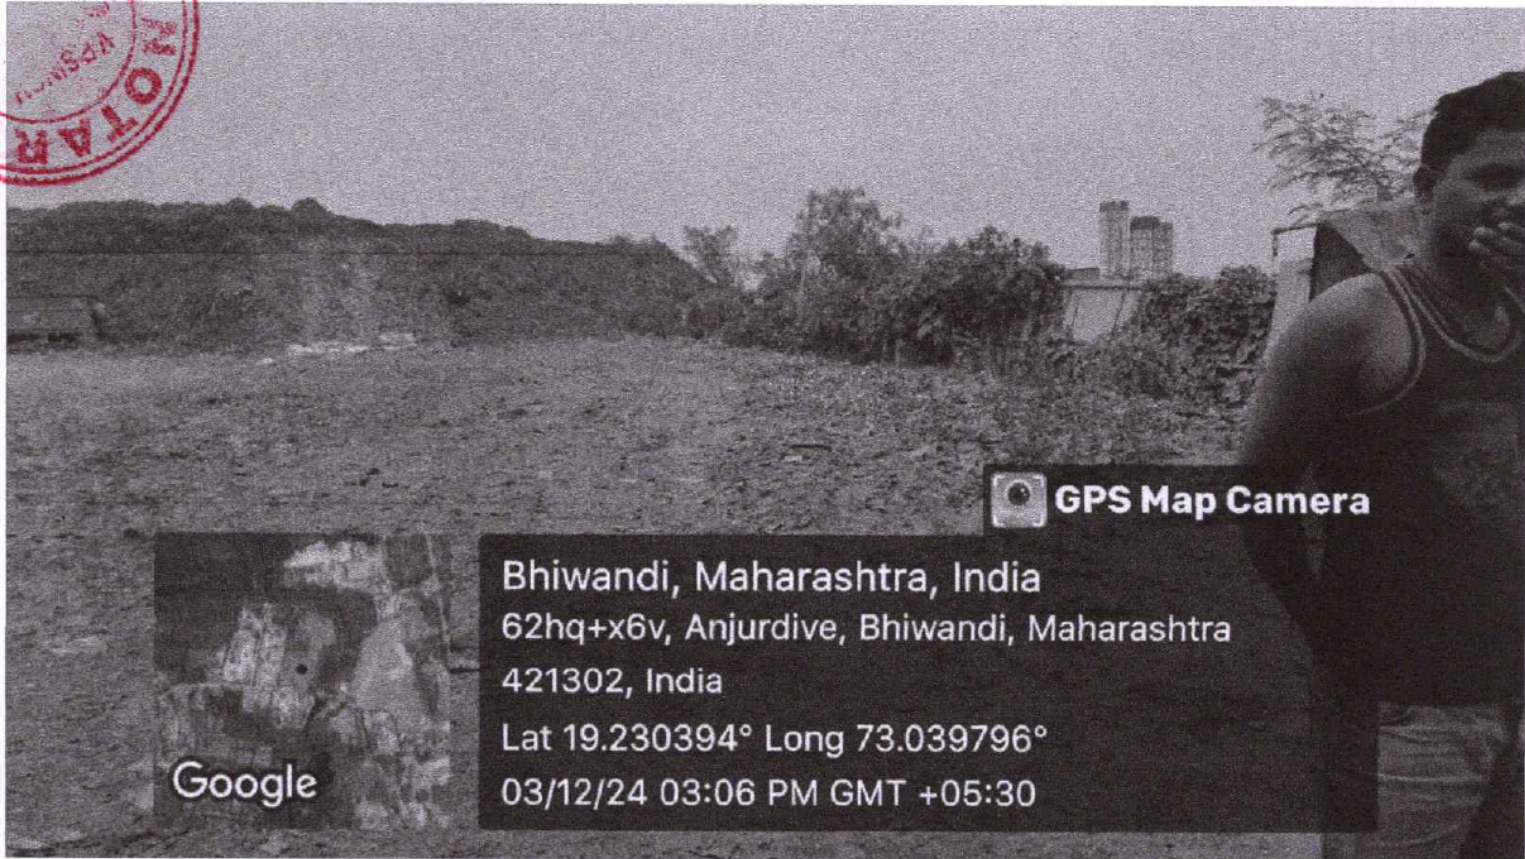 NOTAR
GPS Map Camera
Bhiwandi, Maharashtra, India
62hq+x6v, Anjurdive, Bhiwandi, Maharashtra
421302, India
Lat 19.230394° Long 73.039796°
03/12/24 03:06 PM GMT +05:30
Google